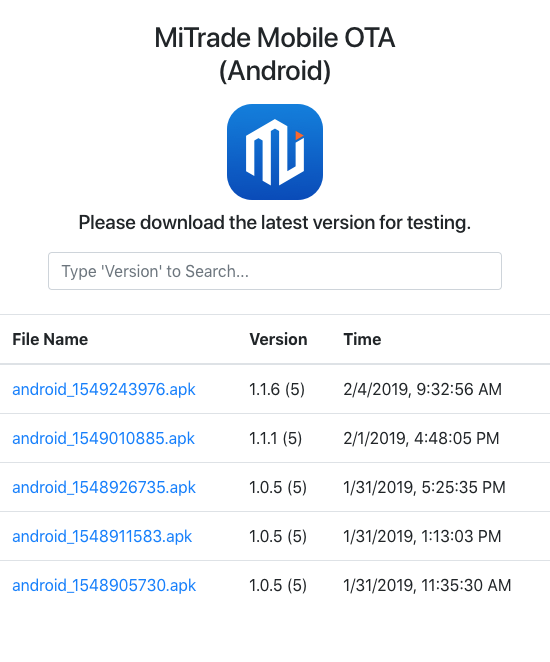 MiTrade Mobile OTA
(Android)
Please download the latest version for testing.
Type 'Version' to Search...
File Name Version Time
android_1549243976.apk 1.1.6 (5) 2/4/2019, 9:32:56 AM
android_1549010885.apk 1.1.1 (5) 2/1/2019, 4:48:05 PM
android_1548926735.apk 1.0.5 (5) 1/31/2019, 5:25:35 PM
android_1548911583.apk 1.0.5 (5) 1/31/2019, 1:13:03 PM
android_1548905730.apk 1.0.5 (5) 1/31/2019, 11:35:30 AM